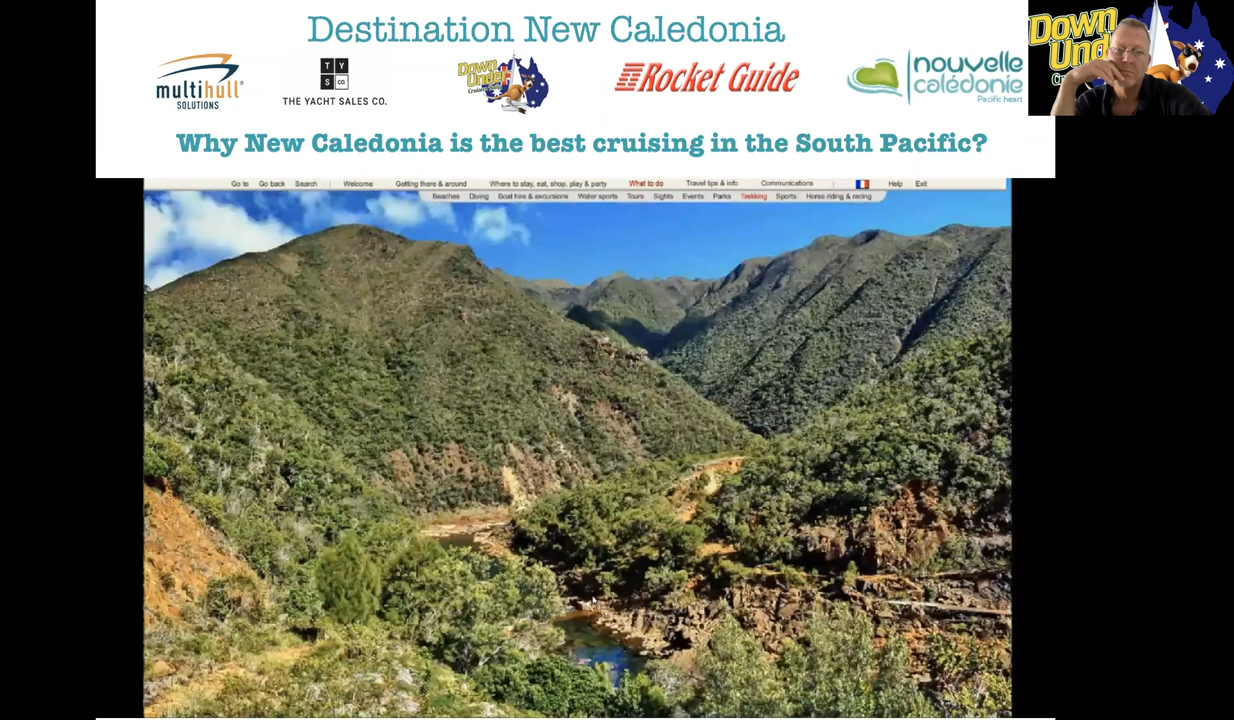 Destination New Caledonia
multihull®
SOLUTIONS
T Y
S CO.
THE YACHT SALES CO.
Down
Under
Rocket Guide
nouvelle
calédonie
Pacific heart
Down
Und
Why New Caledonia is the best cruising in the South Pacific?
Go to Go back Search Welcome Getting there & around Where to stay, eat, shop, play & party What to do Travel tips & info Communications Help Exit
Beaches Diving Boat hire & excursions Water sports Tours Sights Events Parks Trekking Sports Horse riding & racing